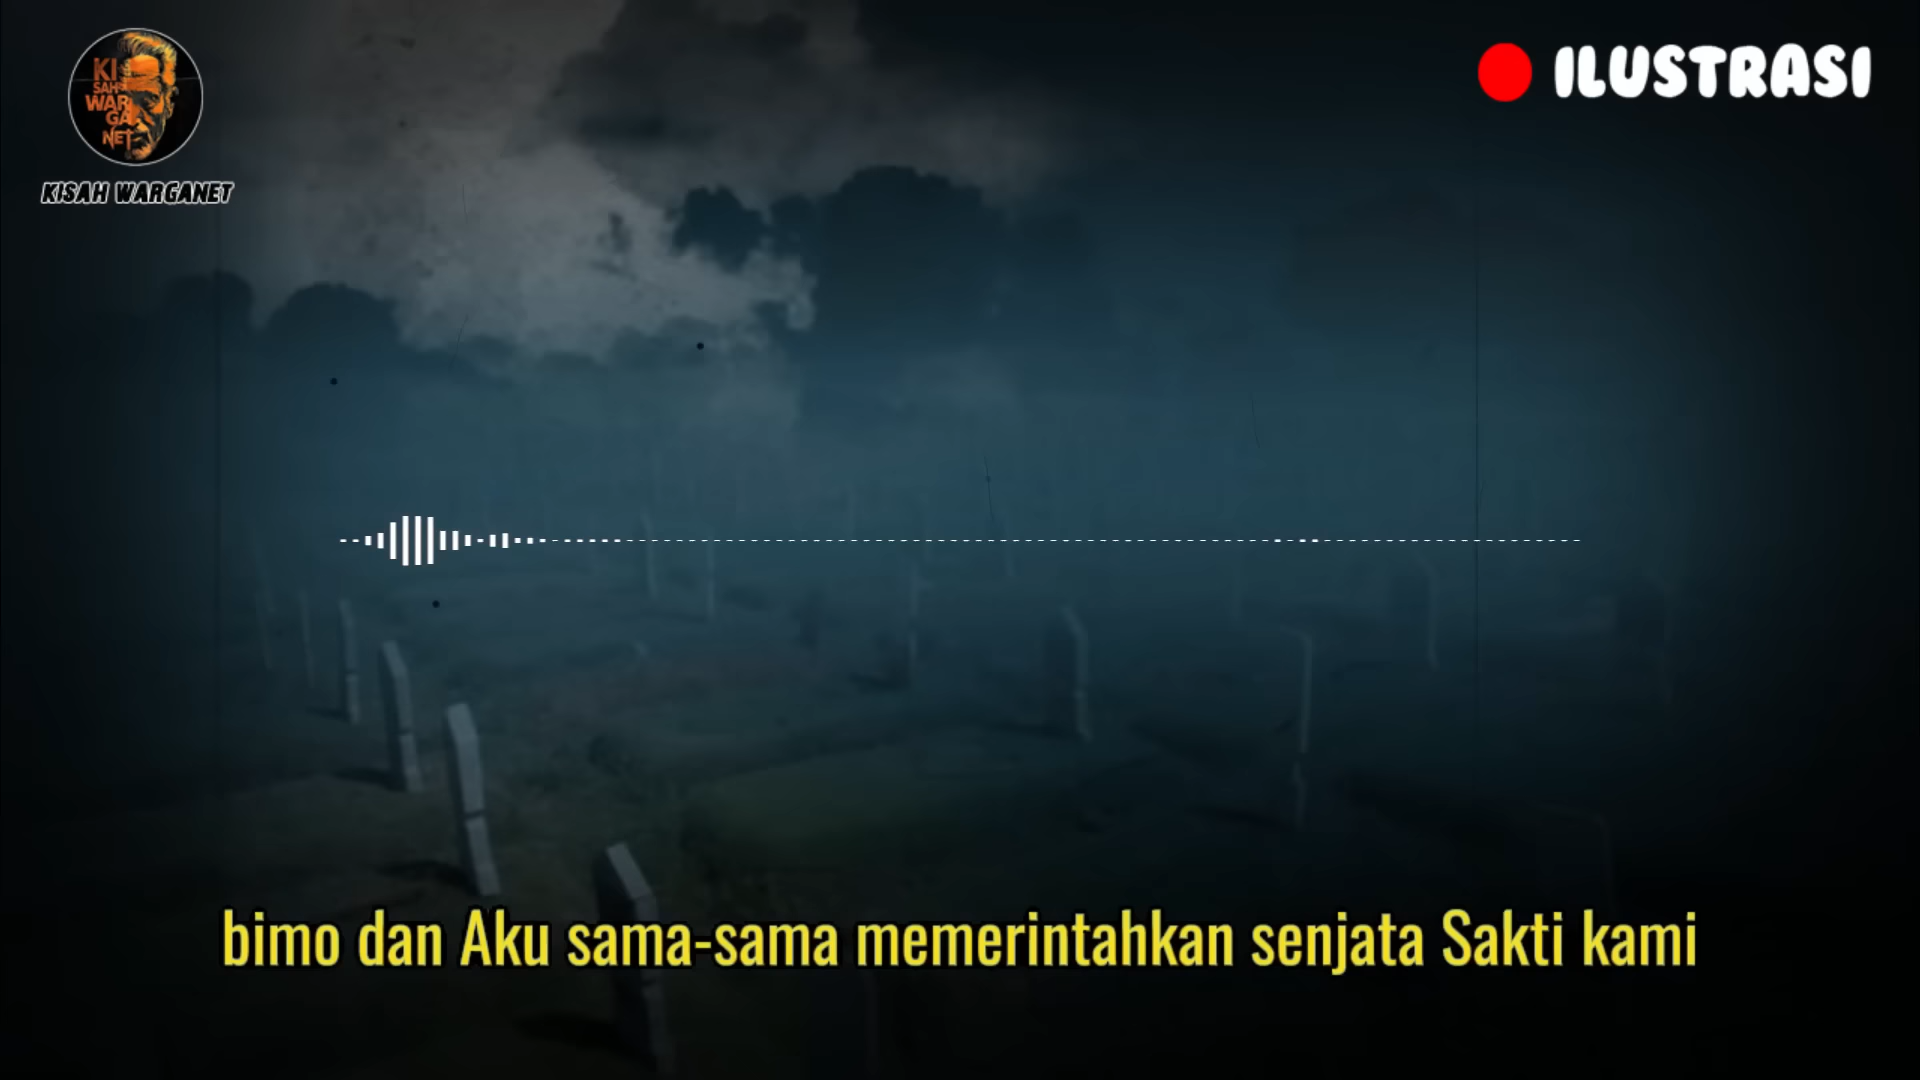 KI
SAH
WAR
GA
NET
KISAH WARGANET
ILUSTRASI
bimo dan Aku sama-sama memerintahkan senjata Sakti kami